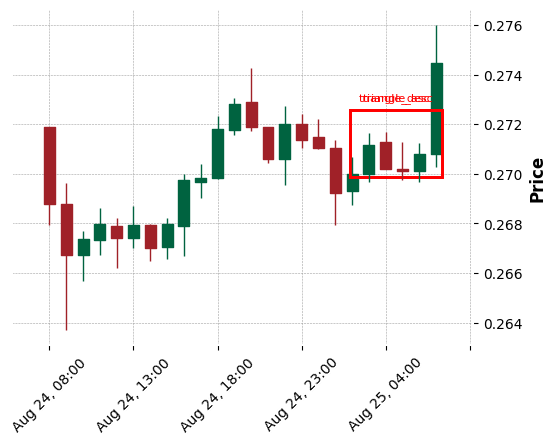 0.276
0.274
0.272
0.270
0.268
0.266
0.264
Price
Aug 24, 08:00
Aug 24, 13:00
Aug 24, 18:00
Aug 24, 23:00
Aug 25, 04:00